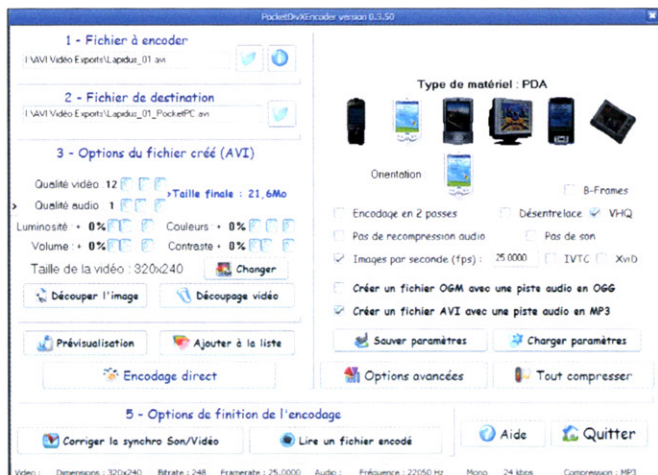 PocketDivXEncoder version 0.3.50
1 - Fichier à encoder
I:\AVI Vidéo Exports\Lapidus_01.avi
2 - Fichier de destination
I:\AVI Vidéo Exports\Lapidus_01_PocketPC.avi
3 - Options du fichier créé (AVI)
Qualité vidéo : 12
>Taille finale : 21,6Mo
Qualité audio : 1
Luminosité : + 0% Couleurs : + 0%
Volume : + 0% Contraste + 0%
Taille de la vidéo : 320x240 Changer
Découper l'image Découpage vidéo
Prévisualisation Ajouter à la liste
Encodage direct
Type de matériel : PDA
Orientation
B-Frames
Encodage en 2 passes Désentrelace VHQ
Pas de recompression audio Pas de son
Images par seconde (fps) : 25.0000 IVTC XviD
Créer un fichier OGM avec une piste audio en OGG
Créer un fichier AVI avec une piste audio en MP3
Sauver paramètres Charger paramètres
Options avancées Tout compresser
5 - Options de finition de l'encodage
Corriger la synchro Son/Vidéo Lire un fichier encodé
Aide Quitter
Video : Dimensions : 320x240 Bitrate : 248 Framerate : 25,0000 Audio : Fréquence : 22050 Hz Mono 24 kbps Compression : MP3